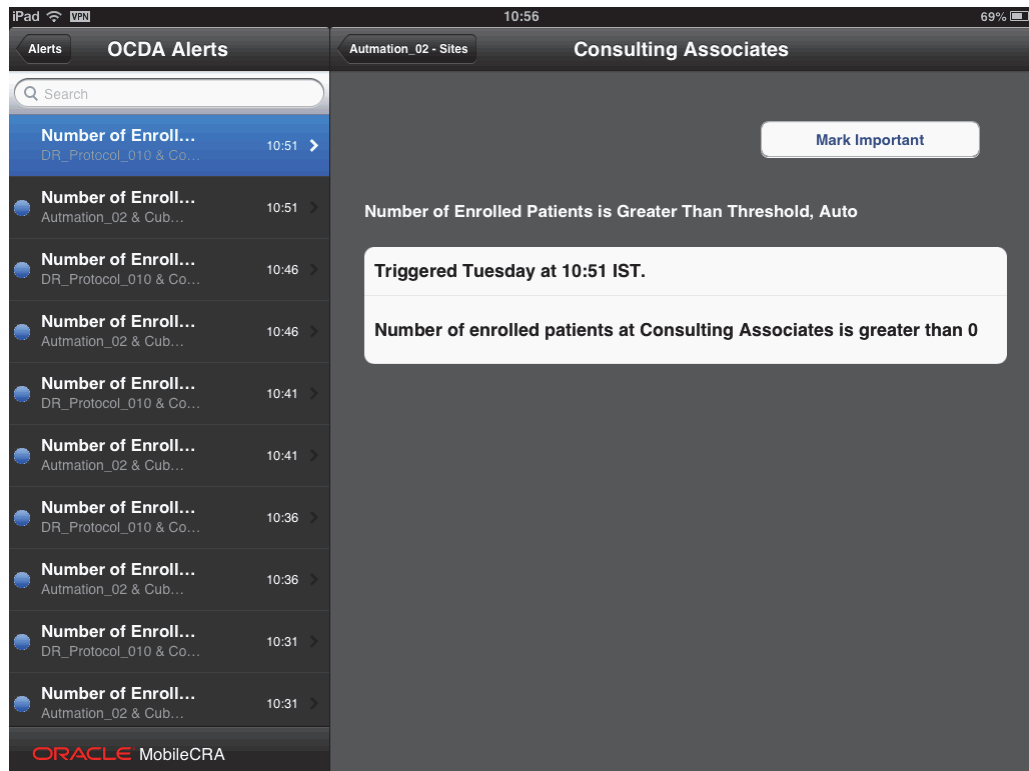 iPad VPN 10:56 69%
Alerts OCDA Alerts
Autmation_02 - Sites Consulting Associates
Search
Number of Enroll...
DR_Protocol_010 & Co...
10:51
Number of Enroll...
Autmation_02 & Cub...
10:51
Number of Enroll...
DR_Protocol_010 & Co...
10:46
Number of Enroll...
Autmation_02 & Cub...
10:46
Number of Enroll...
DR_Protocol_010 & Co...
10:41
Number of Enroll...
Autmation_02 & Cub...
10:41
Number of Enroll...
DR_Protocol_010 & Co...
10:36
Number of Enroll...
Autmation_02 & Cub...
10:36
Number of Enroll...
DR_Protocol_010 & Co...
10:31
Number of Enroll...
Autmation_02 & Cub...
10:31
ORACLE MobileCRA
Mark Important
Number of Enrolled Patients is Greater Than Threshold, Auto
Triggered Tuesday at 10:51 IST.
Number of enrolled patients at Consulting Associates is greater than 0